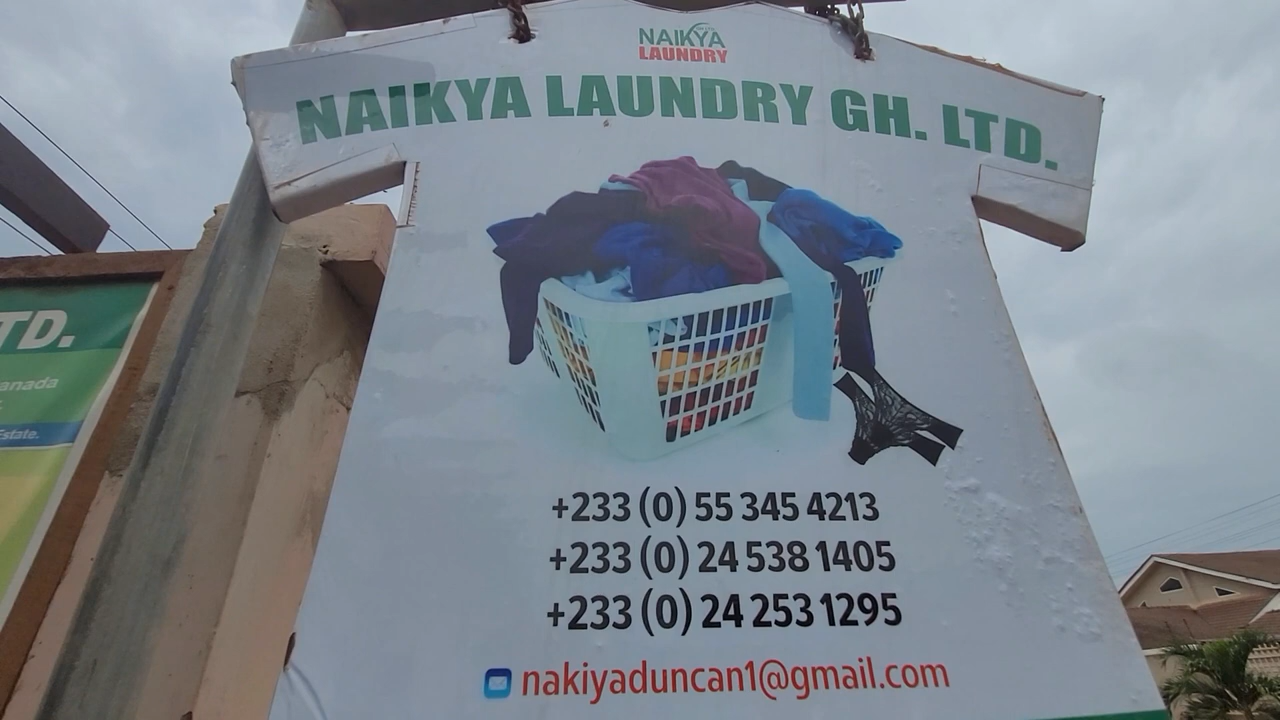 NAIKYA
LAUNDRY
NAIKYA LAUNDRY GH. LTD.
+233 (0) 55 345 4213
+233 (0) 24 538 1405
+233 (0) 24 253 1295
nakiyaduncan1@gmail.com
TD.
anada
Estate.